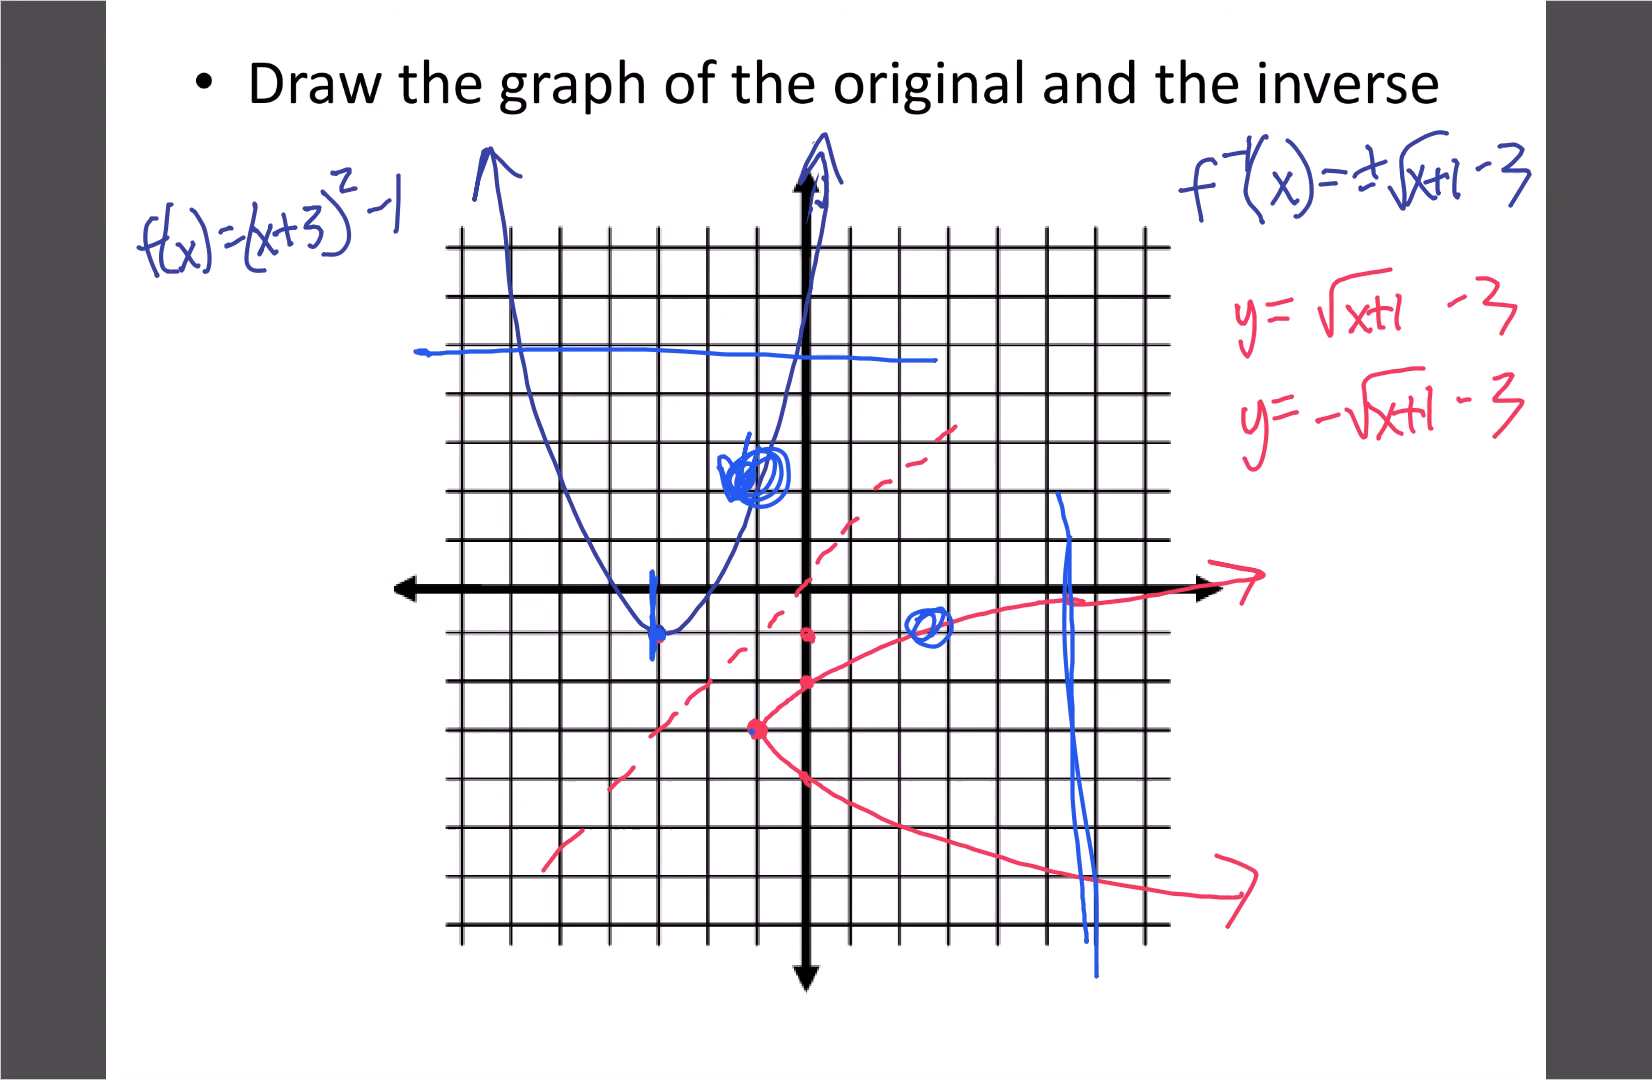 • Draw the graph of the original and the inverse
f(x)=(x+3)²-1
f⁻¹(x)=±√x+1 -3
y= √x+1 -3
y= -√x+1 -3